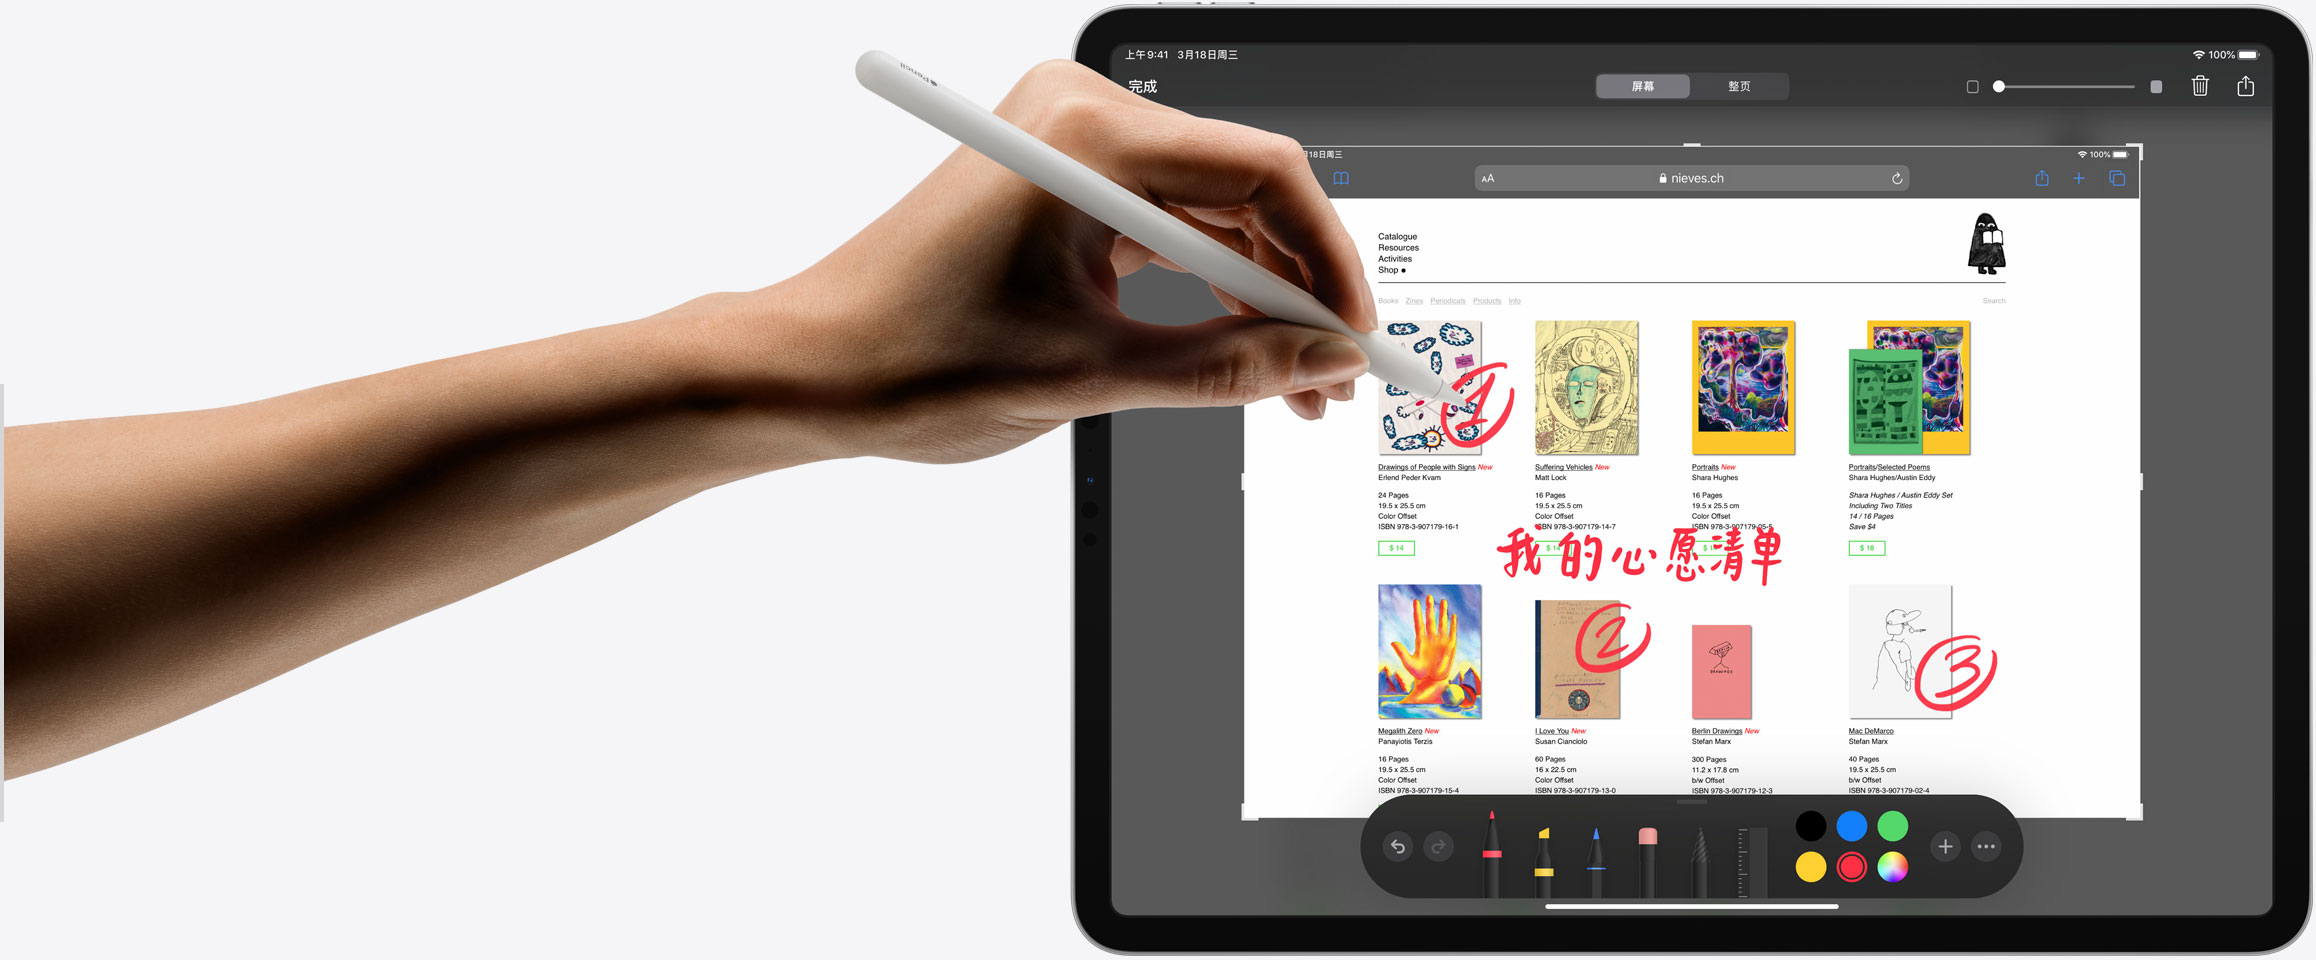 Pencil
上午9:41 3月18日周三
100%
完成
屏幕 整页
月18日周三
100%
AA nieves.ch
Catalogue
Resources
Activities
Shop
Books Zines Periodicals Products Info Search
1
Drawings of People with Signs New
Erlend Peder Kvam
24 Pages
19.5 x 25.5 cm
Color Offset
ISBN 978-3-907179-16-1
$ 14
Suffering Vehicles New
Matt Lock
16 Pages
19.5 x 25.5 cm
Color Offset
ISBN 978-3-907179-14-7
$ 14
Portraits New
Shara Hughes
16 Pages
19.5 x 25.5 cm
Color Offset
ISBN 978-3-907179-05-5
Portraits/Selected Poems
Shara Hughes/Austin Eddy
Shara Hughes / Austin Eddy Set
Including Two Titles
14 / 16 Pages
Save $4
$ 18
我的心愿清单
Megalith Zero New
Panayiotis Terzis
16 Pages
19.5 x 25.5 cm
Color Offset
ISBN 978-3-907179-15-4
2
I Love You New
Susan Cianciolo
60 Pages
16 x 22.5 cm
Color Offset
ISBN 978-3-907179-13-0
DRAWINGS
Berlin Drawings New
Stefan Marx
300 Pages
11.2 x 17.8 cm
b/w Offset
ISBN 978-3-907179-12-3
3
Mac DeMarco
Stefan Marx
40 Pages
19.5 x 25.5 cm
b/w Offset
ISBN 978-3-907179-02-4